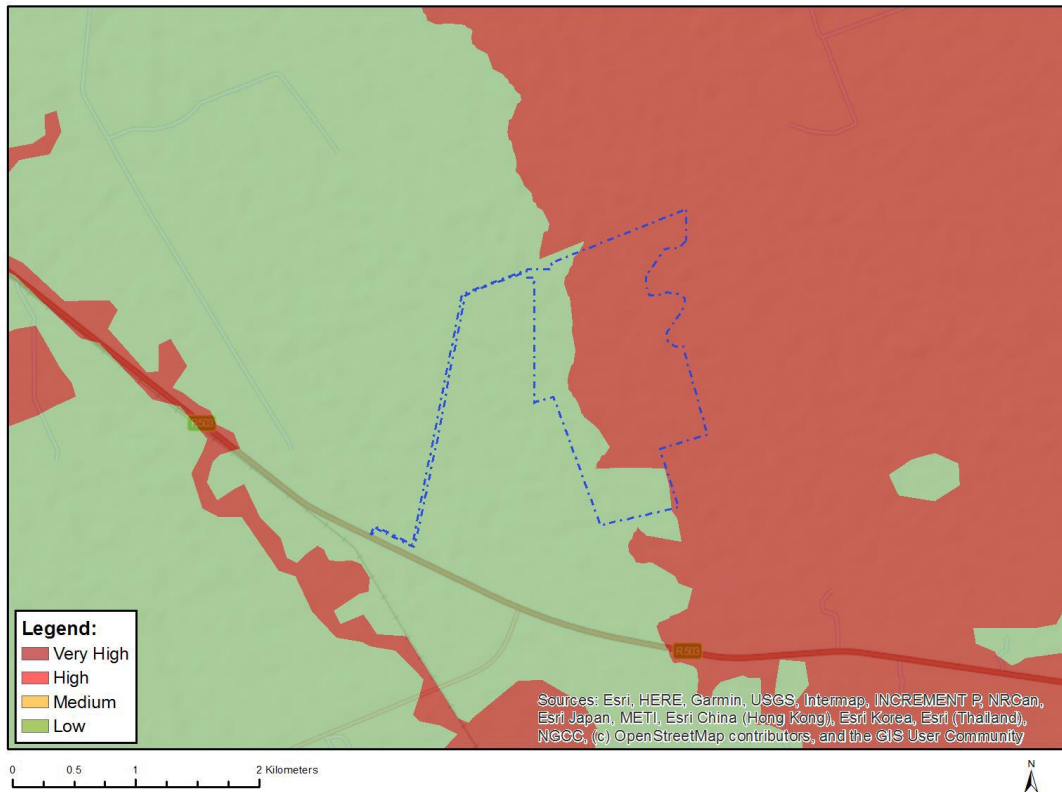 R503
R503
Legend:
Very High
High
Medium
Low
Sources: Esri, HERE, Garmin, USGS, Intermap, INCREMENT P, NRCan,
Esri Japan, METI, Esri China (Hong Kong), Esri Korea, Esri (Thailand),
NGCC, (c) OpenStreetMap contributors, and the GIS User Community
0 0.5 1 2 Kilometers
N